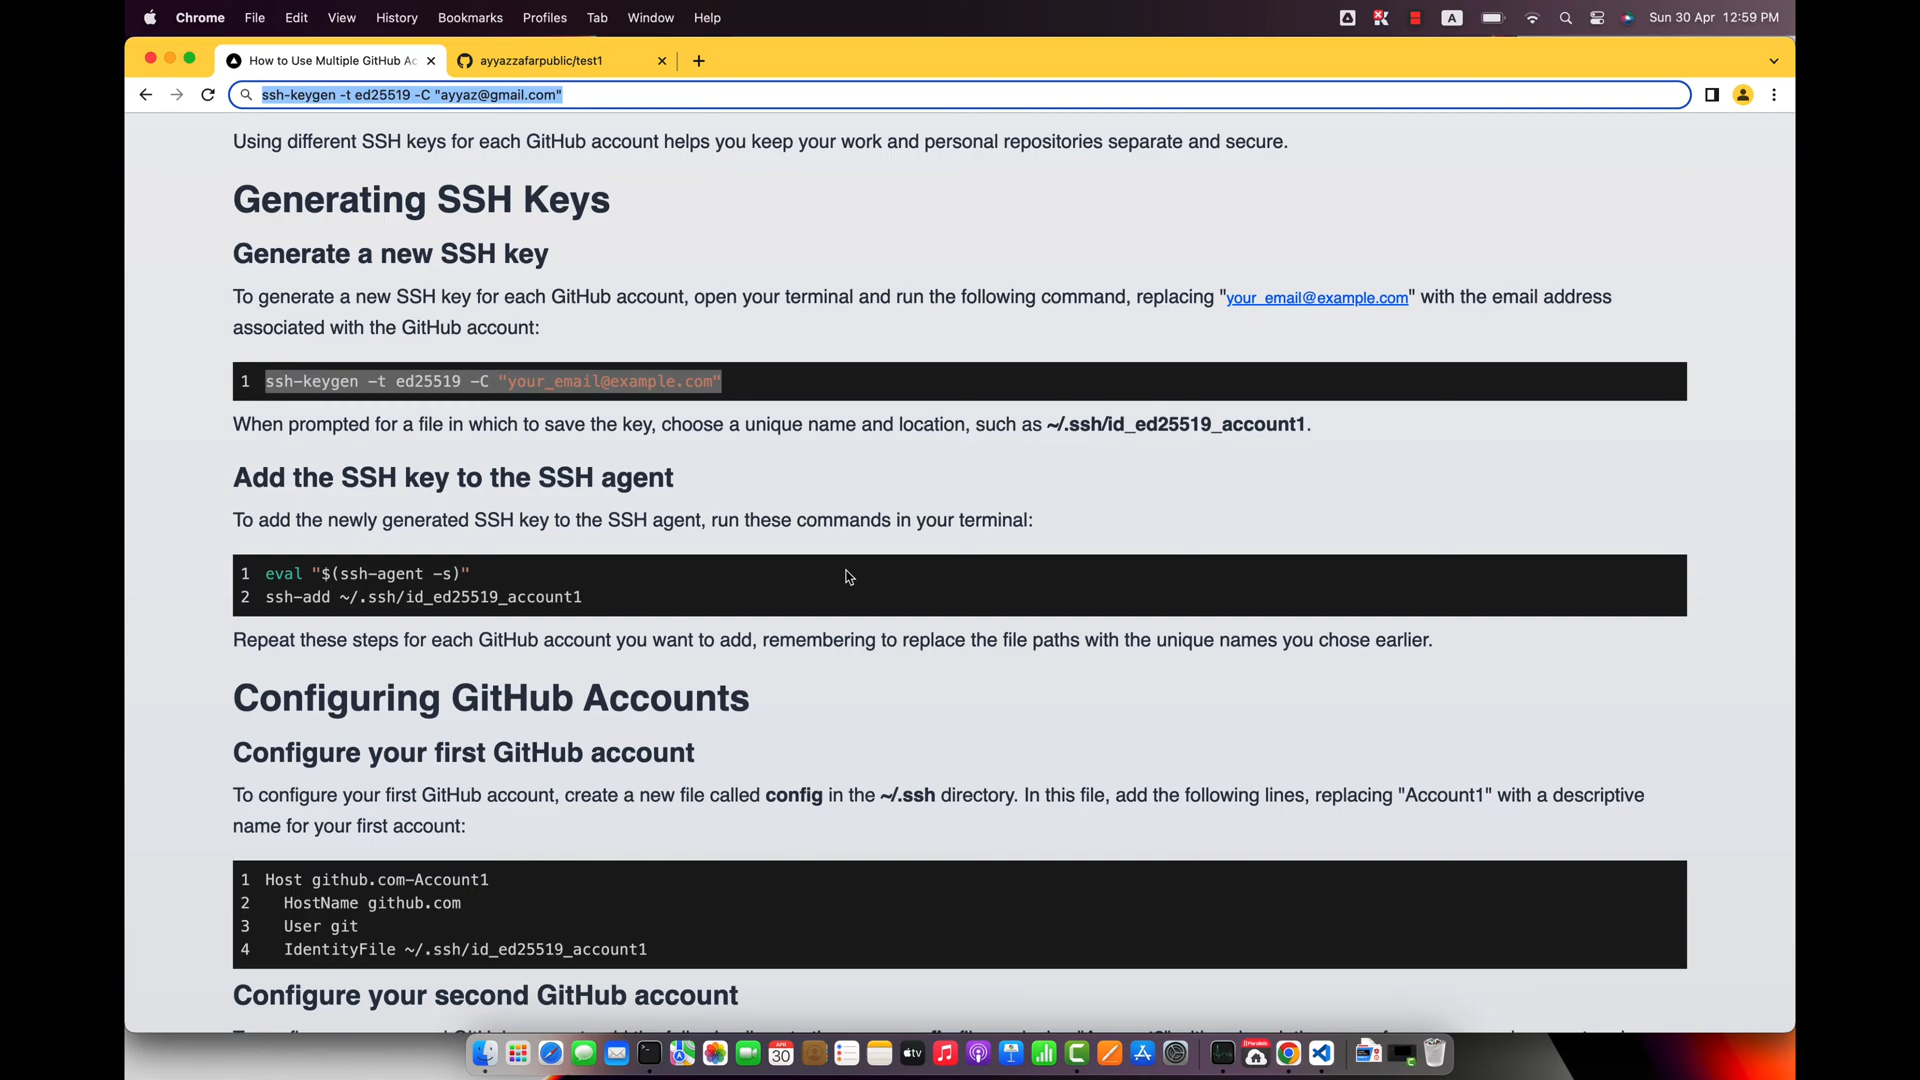 Chrome File Edit View History Bookmarks Profiles Tab Window Help A Sun 30 Apr 12:59 PM
How to Use Multiple GitHub Ac ayyazzafarpublic/test1
ssh-keygen -t ed25519 -C "ayyaz@gmail.com"
Using different SSH keys for each GitHub account helps you keep your work and personal repositories separate and secure.
Generating SSH Keys
Generate a new SSH key
To generate a new SSH key for each GitHub account, open your terminal and run the following command, replacing "your_email@example.com" with the email address
associated with the GitHub account:
1 ssh-keygen -t ed25519 -C "your_email@example.com"
When prompted for a file in which to save the key, choose a unique name and location, such as ~/.ssh/id_ed25519_account1.
Add the SSH key to the SSH agent
To add the newly generated SSH key to the SSH agent, run these commands in your terminal:
1 eval "$(ssh-agent -s)"
2 ssh-add ~/.ssh/id_ed25519_account1
Repeat these steps for each GitHub account you want to add, remembering to replace the file paths with the unique names you chose earlier.
Configuring GitHub Accounts
Configure your first GitHub account
To configure your first GitHub account, create a new file called config in the ~/.ssh directory. In this file, add the following lines, replacing "Account1" with a descriptive
name for your first account:
1 Host github.com-Account1
2 HostName github.com
3 User git
4 IdentityFile ~/.ssh/id_ed25519_account1
Configure your second GitHub account
APR 30 tv